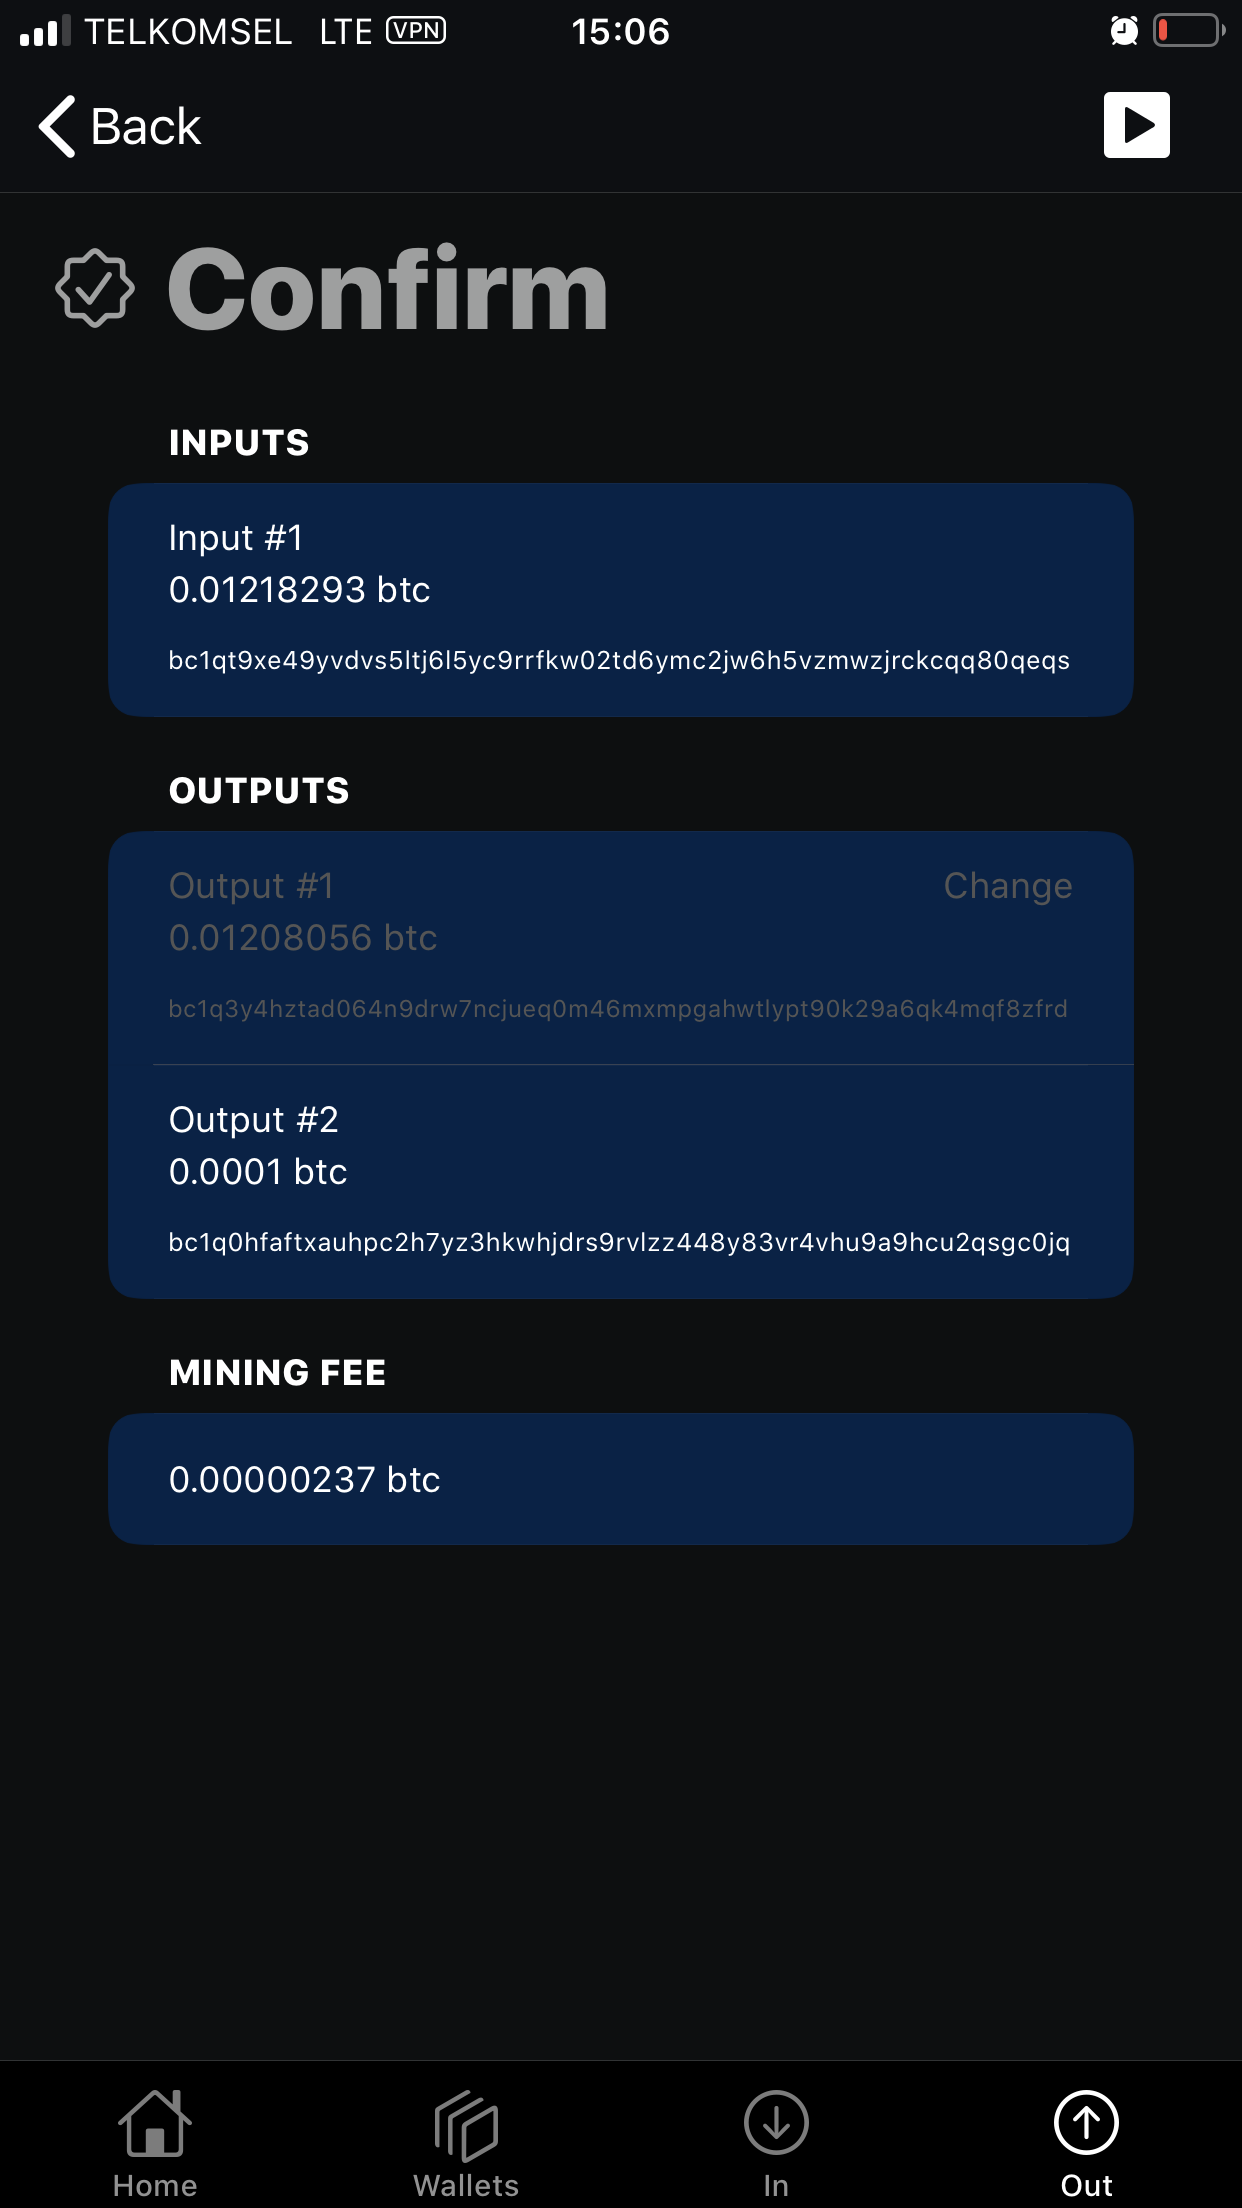 TELKOMSEL LTE VPN 15:06
Back
Confirm
INPUTS
Input #1
0.01218293 btc
bc1qt9xe49yvdvs5ltj6l5yc9rrfkw02td6ymc2jw6h5vzmwzjrckcqq80qeqs
OUTPUTS
Output #1 Change
0.01208056 btc
bc1q3y4hztad064n9drw7ncjueq0m46mxmpgahwtlypt90k29a6qk4mqf8zfrd
Output #2
0.0001 btc
bc1q0hfaftxauhpc2h7yz3hkwhjdrs9rvlzz448y83vr4vhu9a9hcu2qsgc0jq
MINING FEE
0.00000237 btc
Home Wallets In Out